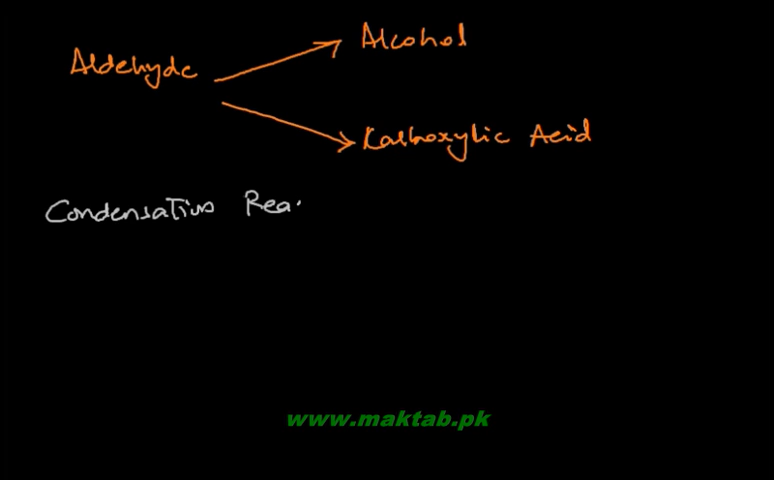 Alcohol
Aldehyde
Carboxylic Acid
Condensation Rea
www.maktab.pk